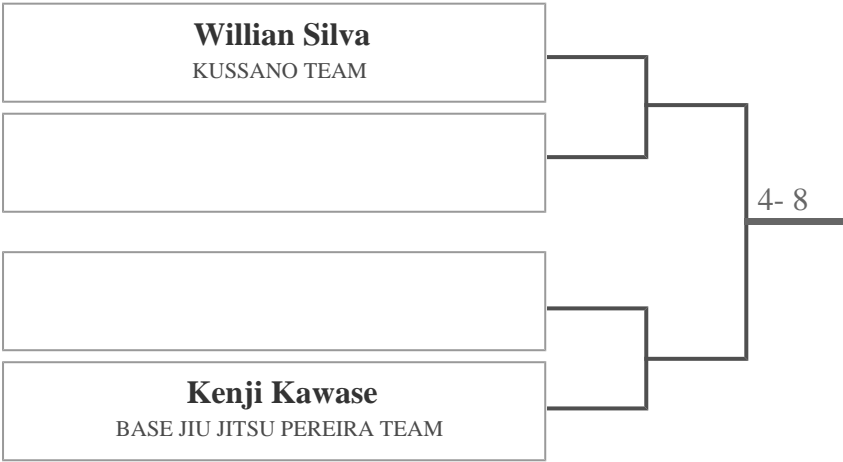 Willian Silva
KUSSANO TEAM
4- 8
Kenji Kawase
BASE JIU JITSU PEREIRA TEAM